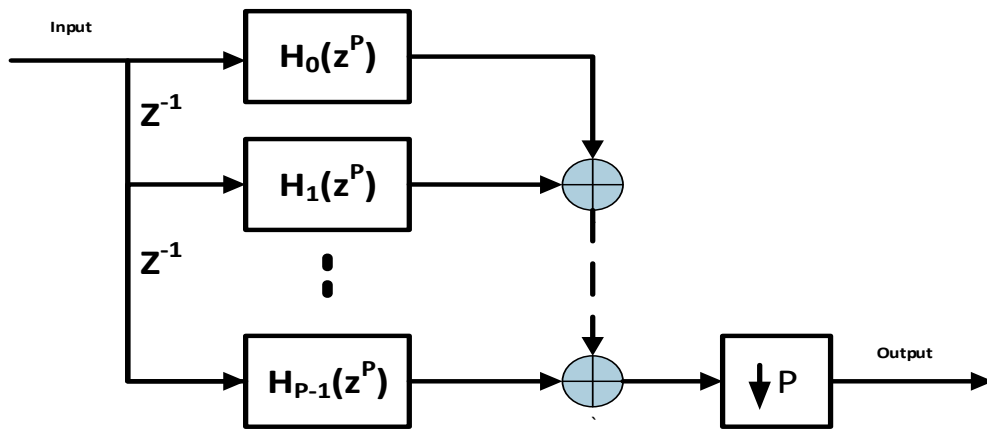 Input
H₀(zᴾ)
Z⁻¹
H₁(zᴾ)
Z⁻¹
Hₚ₋₁(zᴾ)
P
Output